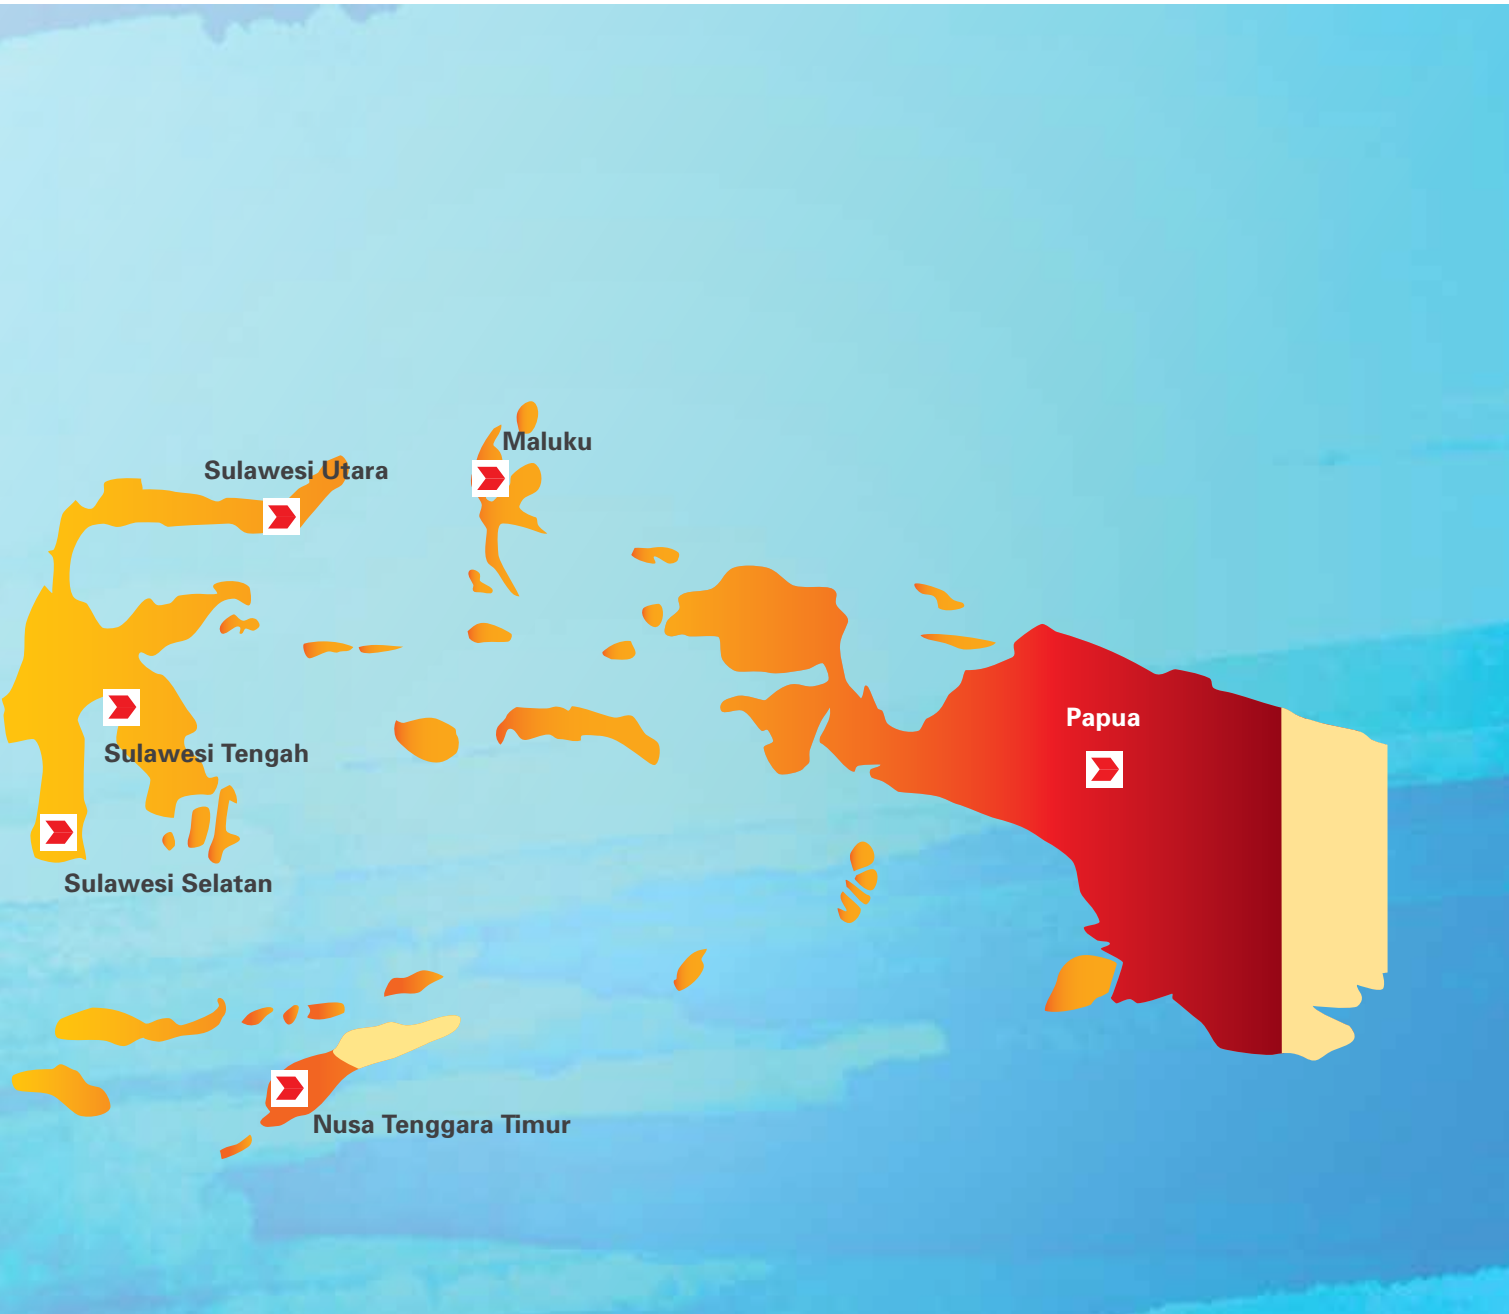 Maluku
Sulawesi Utara
Papua
Sulawesi Tengah
Sulawesi Selatan
Nusa Tenggara Timur